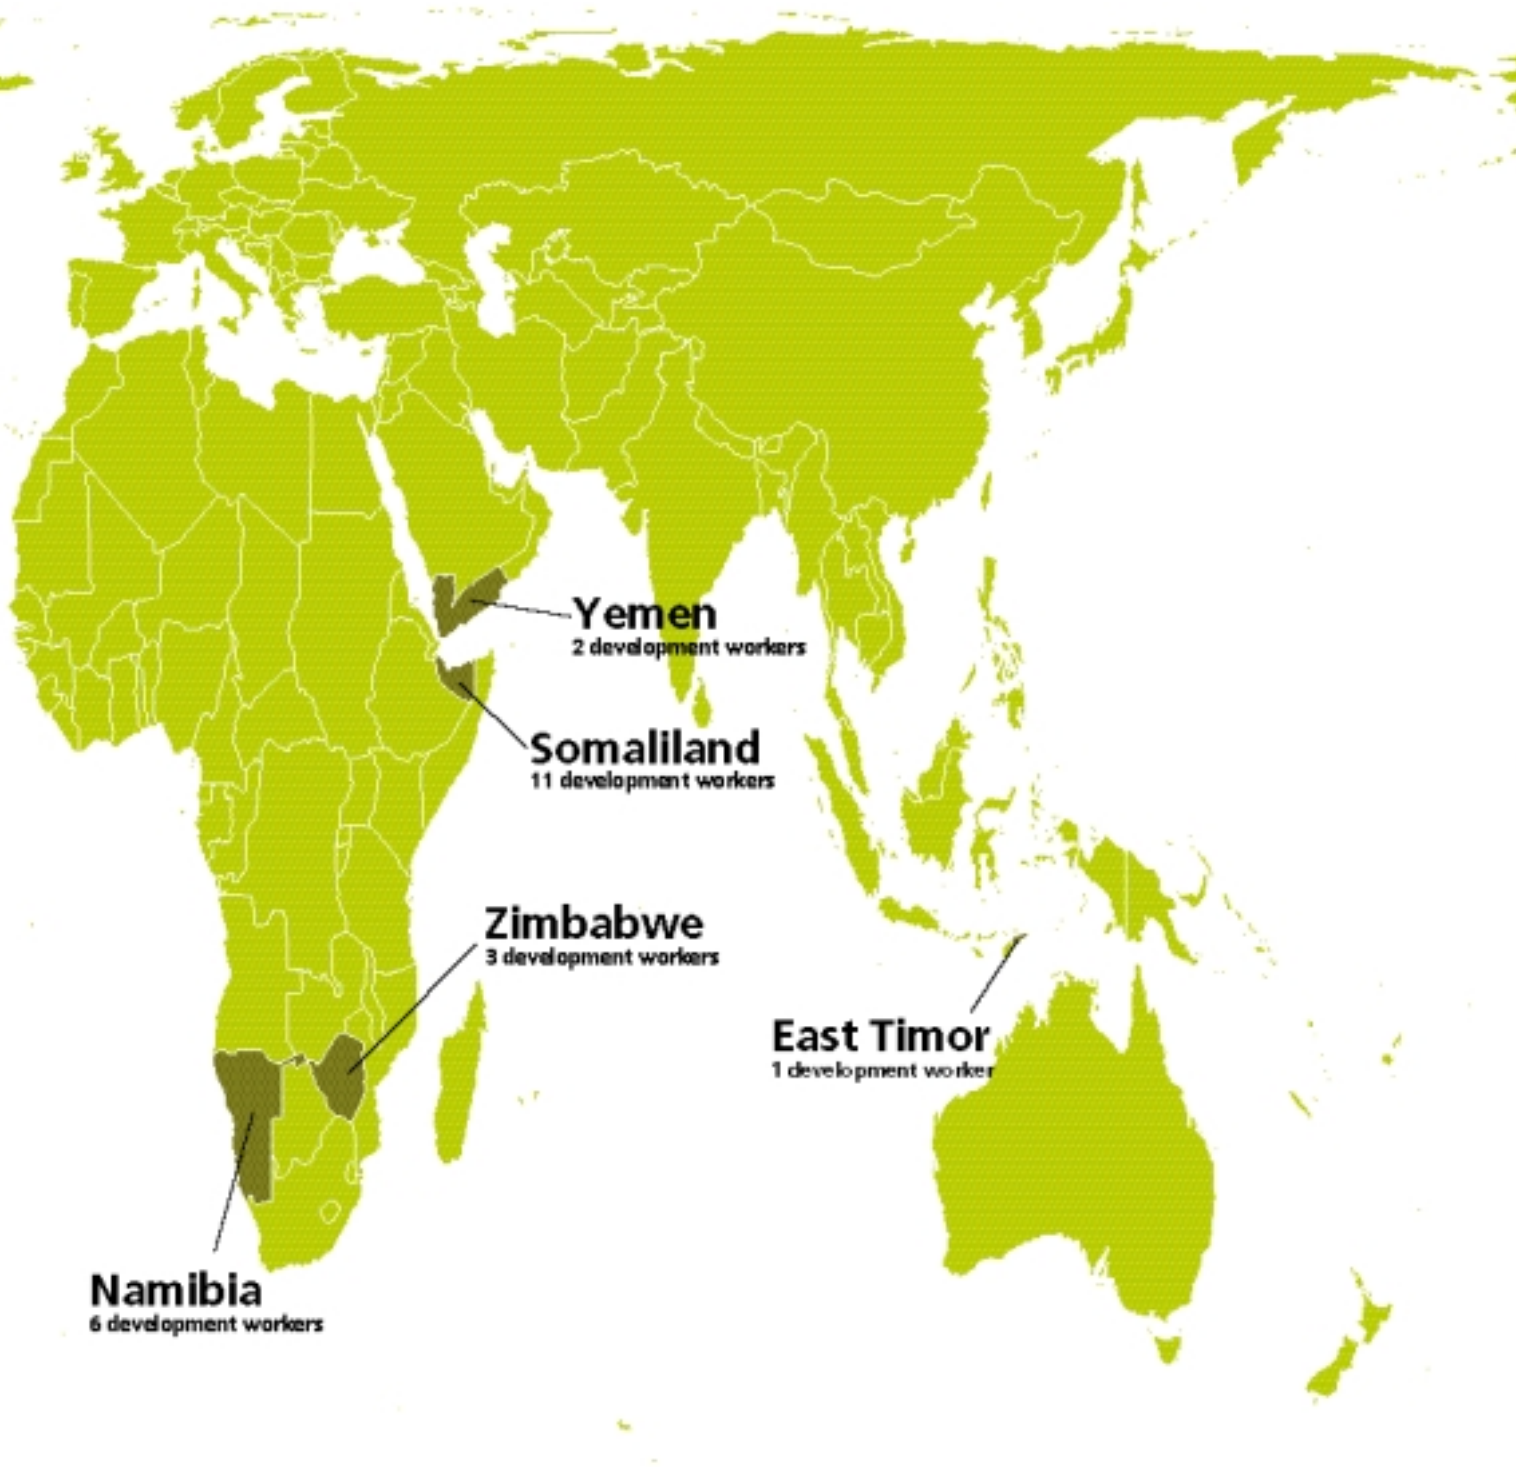 Yemen
2 development workers
Somaliland
11 development workers
Zimbabwe
3 development workers
East Timor
1 development worker
Namibia
6 development workers